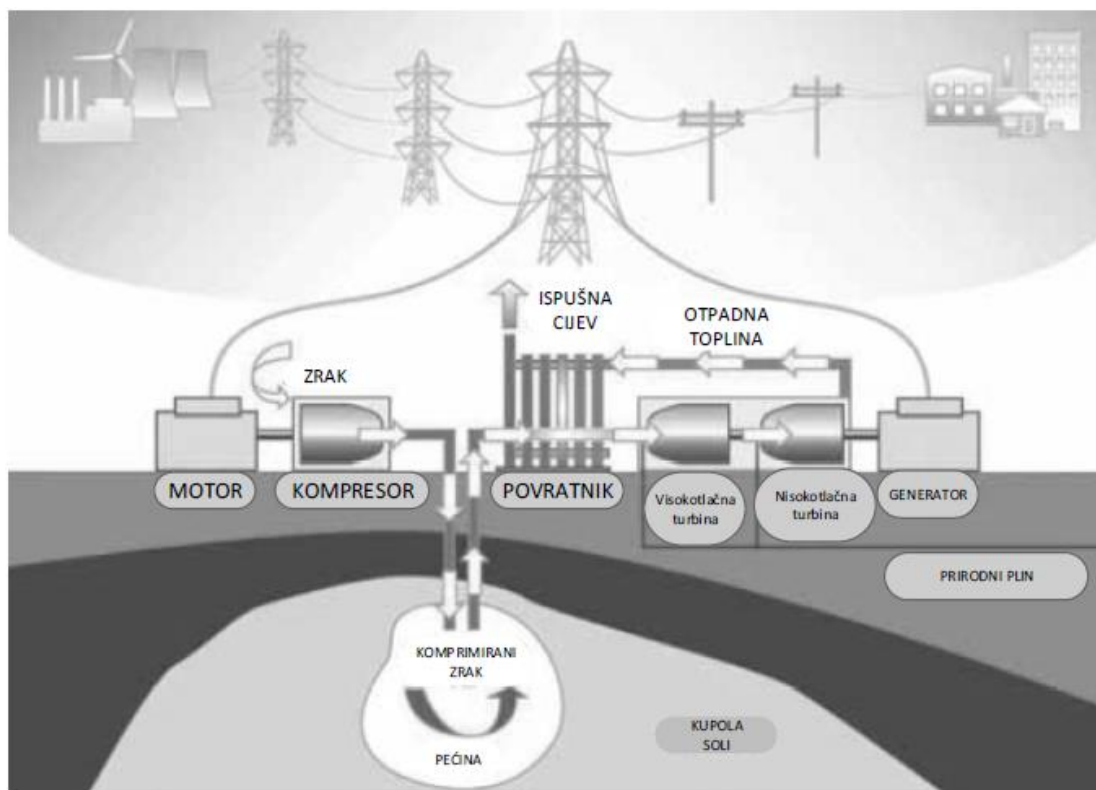 ISPUŠNA
CIJEV
OTPADNA
TOPLINA
ZRAK
MOTOR
KOMPRESOR
POVRATNIK
Visokotlačna
turbina
Nisokotlačna
turbina
GENERATOR
PRIRODNI PLIN
KOMPRIMIRANI
ZRAK
PEĆINA
KUPOLA
SOLI